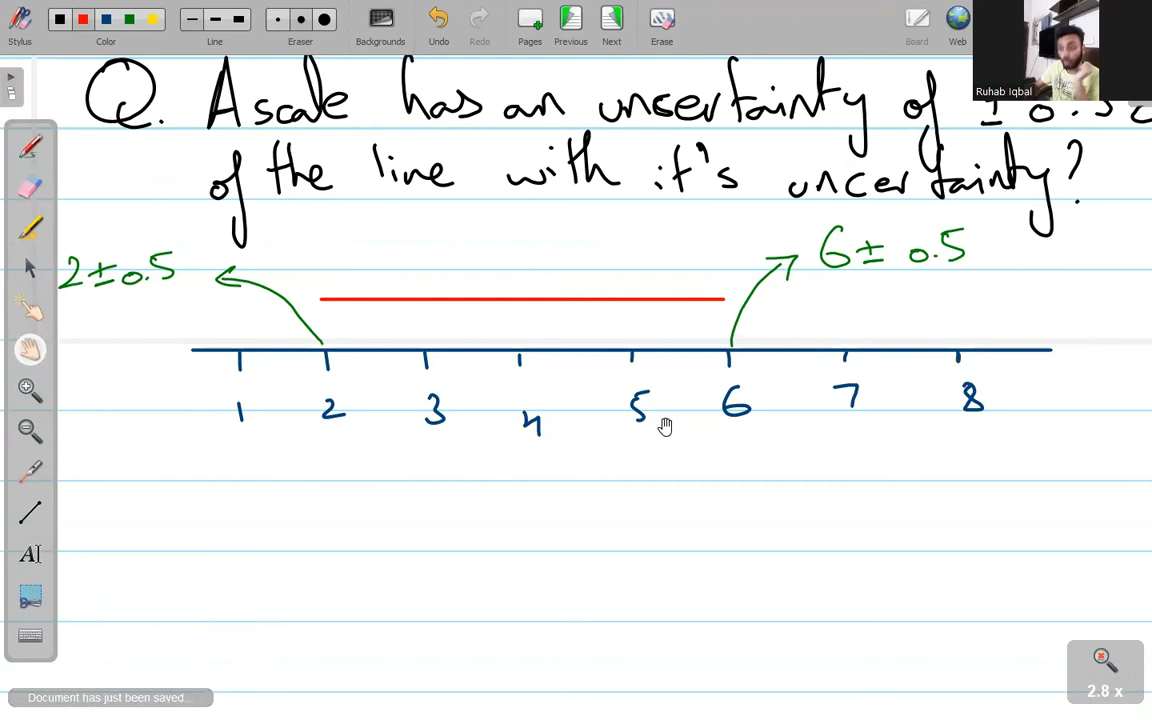 Stylus
Color
Line
Eraser
Backgrounds
Undo
Redo
Pages
Previous
Next
Erase
Board
Web
Ruhab Iqbal
Q. A scale has an uncertainty of ± 0.5
of the line with it's uncertainty?
2 ± 0.5
6 ± 0.5
1 2 3 4 5 6 7 8
Document has just been saved...
2.8 x